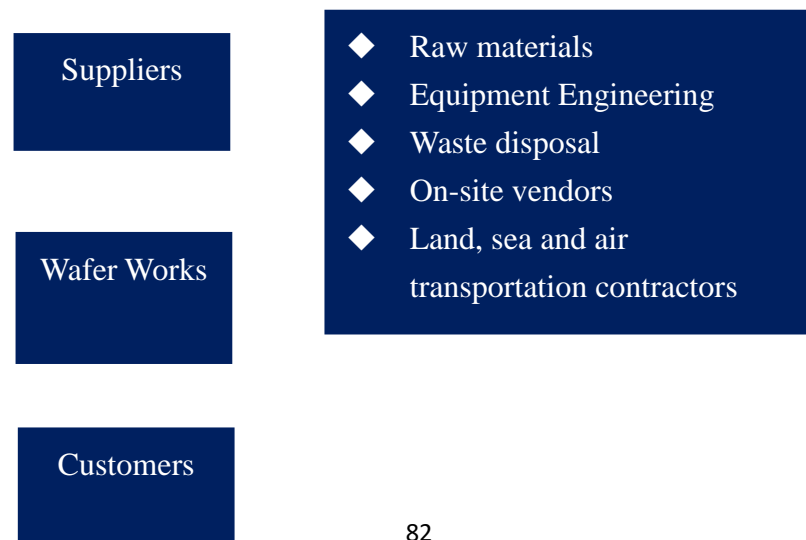 Suppliers
Raw materials
Equipment Engineering
Waste disposal
On-site vendors
Land, sea and air
transportation contractors
Wafer Works
Customers
82